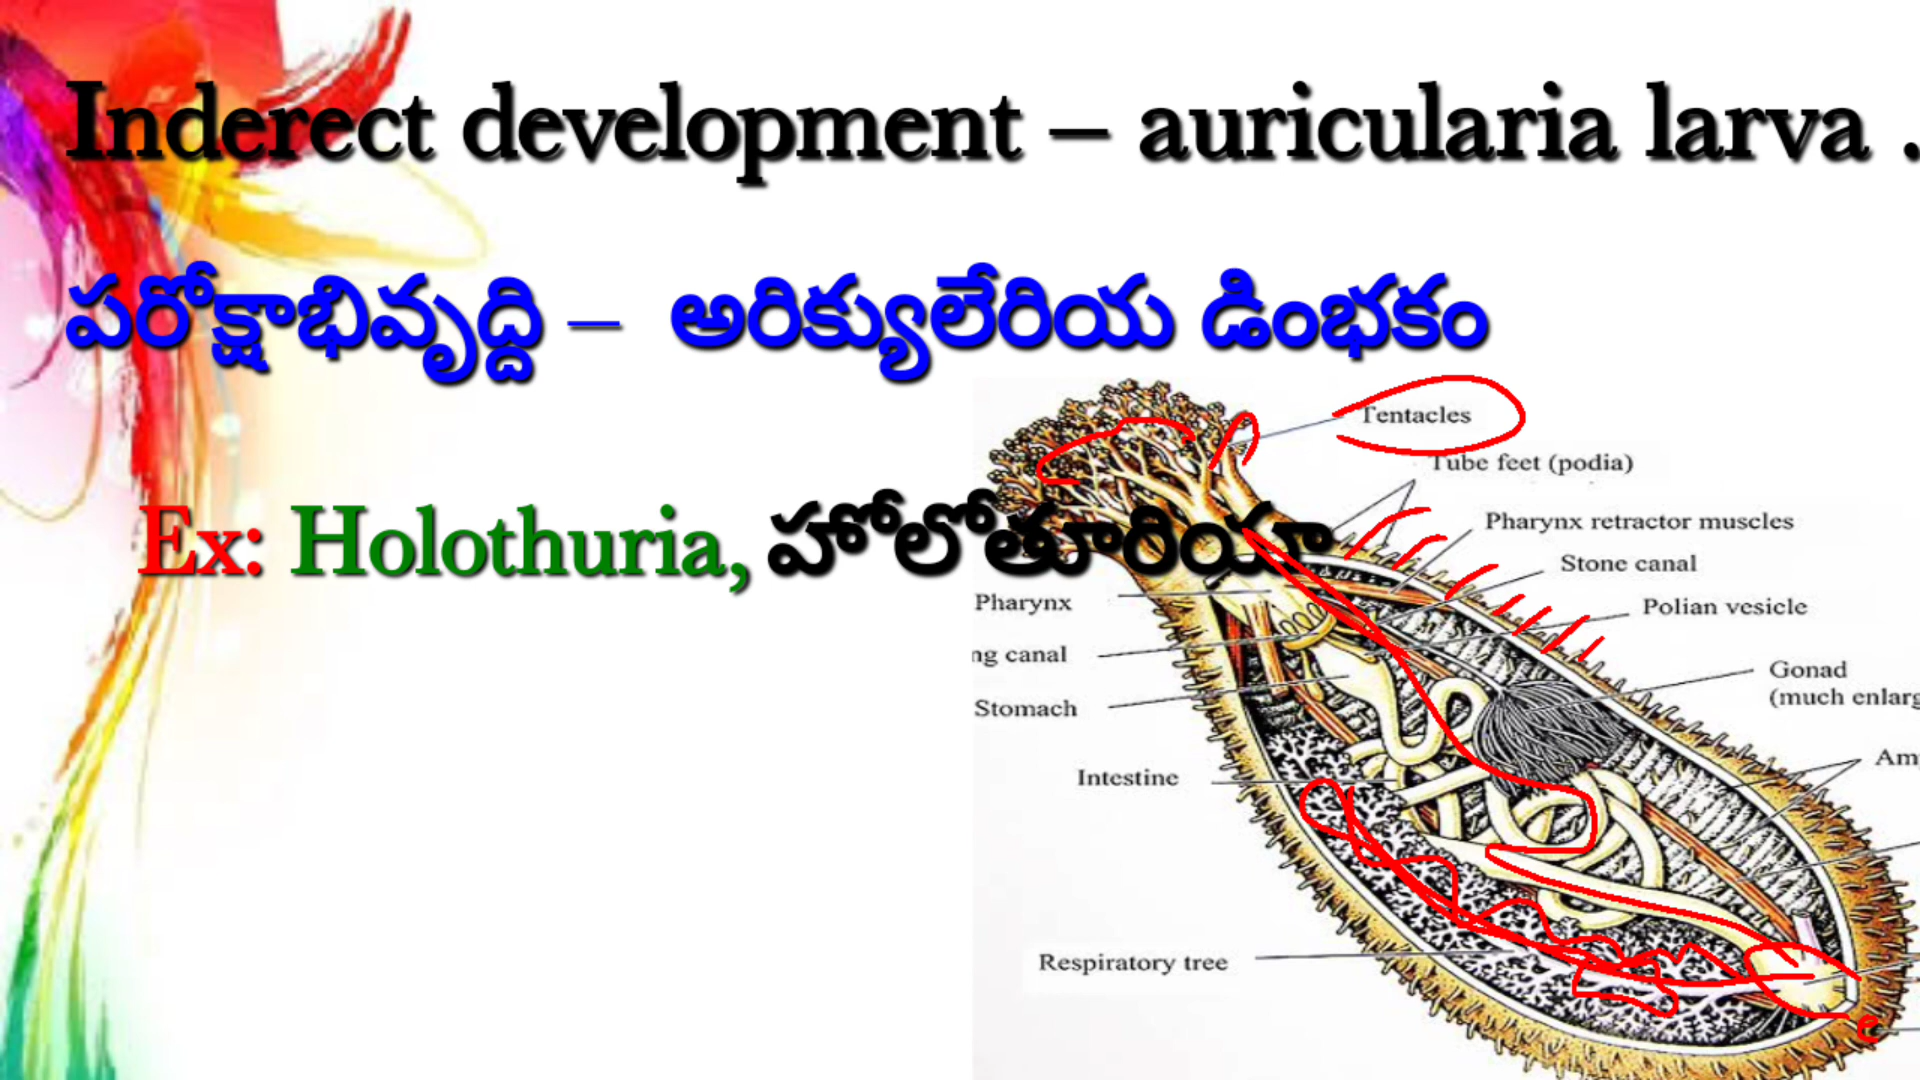 Inderect development – auricularia larva .
పరోక్షాభివృద్ది – అరిక్యులేరియ డింభకం
Ex: Holothuria, హోలోతూరియా
Tentacles
Tube feet (podia)
Pharynx retractor muscles
Stone canal
Polian vesicle
Pharynx
ng canal
Stomach
Gonad
(much enlarg
Am
Intestine
Respiratory tree
e